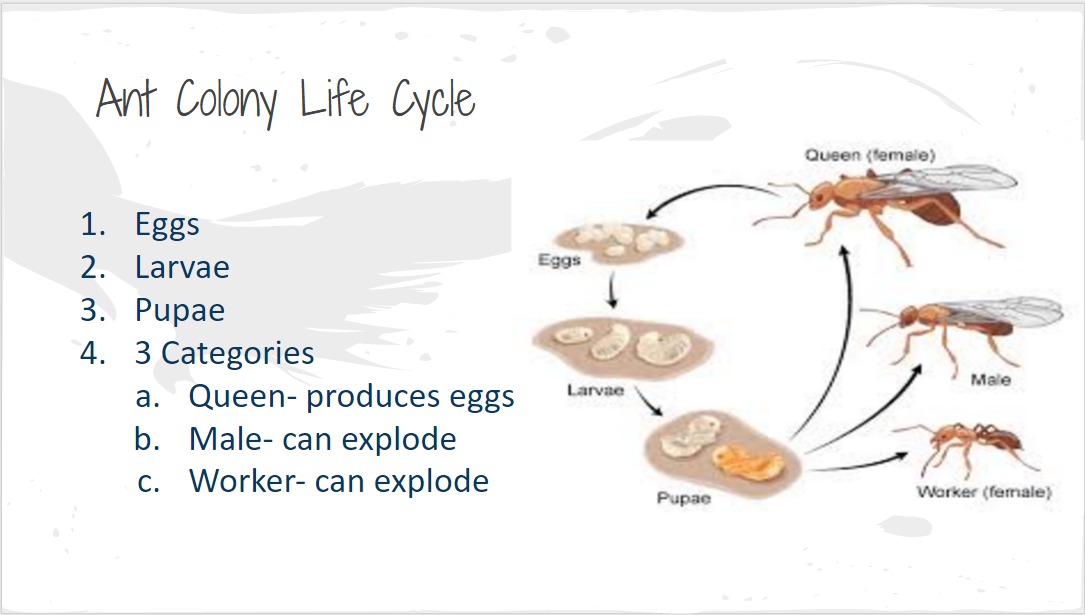 Ant Colony Life Cycle
1. Eggs
2. Larvae
3. Pupae
4. 3 Categories
a. Queen- produces eggs
b. Male- can explode
c. Worker- can explode
Queen (female)
Eggs
Larvae
Male
Pupae
Worker (female)